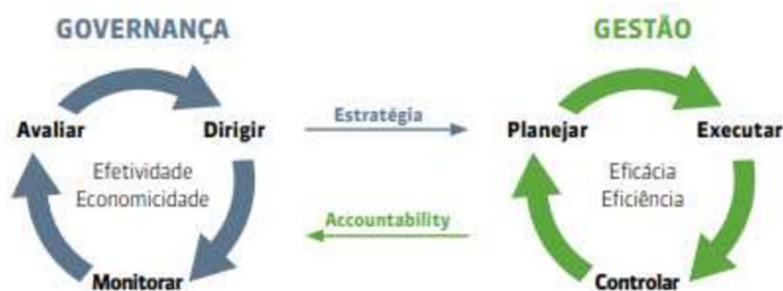 GOVERNANÇA
Avaliar
Dirigir
Efetividade
Economicidade
Monitorar
Estratégia
Accountability
GESTÃO
Planejar
Executar
Eficácia
Eficiência
Controlar